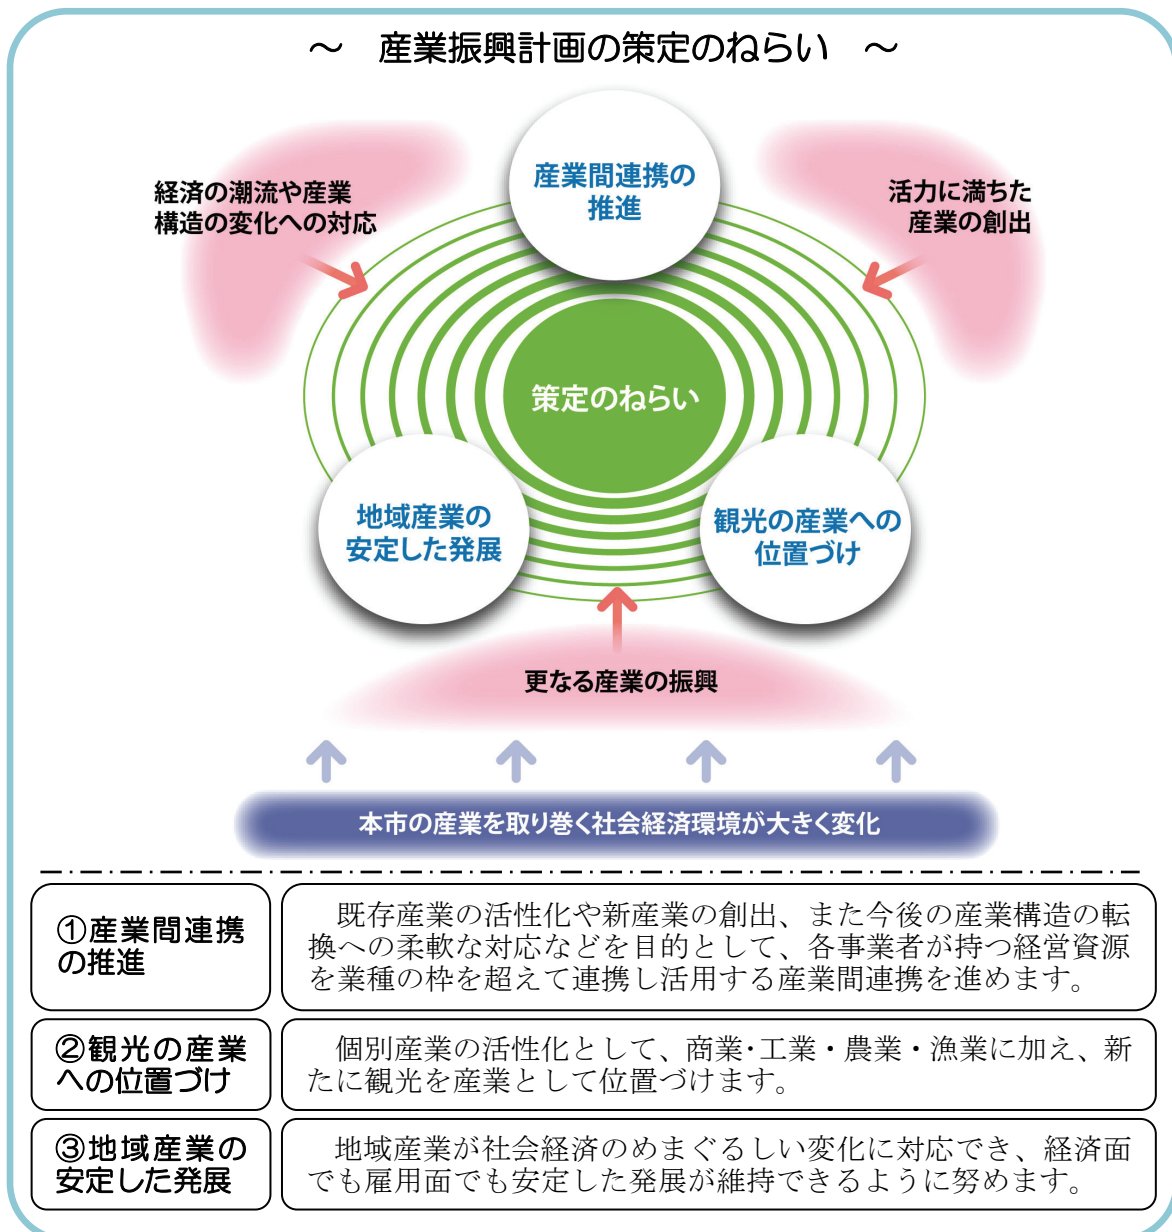 ～ 産業振興計画の策定のねらい ～
産業間連携の
推進
経済の潮流や産業
構造の変化への対応
活力に満ちた
産業の創出
策定のねらい
地域産業の
安定した発展
観光の産業への
位置づけ
更なる産業の振興
本市の産業を取り巻く社会経済環境が大きく変化
①産業間連携
の推進
既存産業の活性化や新産業の創出、また今後の産業構造の転
換への柔軟な対応などを目的として、各事業者が持つ経営資源
を業種の枠を超えて連携し活用する産業間連携を進めます。
②観光の産業
への位置づけ
個別産業の活性化として、商業・工業・農業・漁業に加え、新
たに観光を産業として位置づけます。
③地域産業の
安定した発展
地域産業が社会経済のめまぐるしい変化に対応でき、経済面
でも雇用面でも安定した発展が維持できるように努めます。